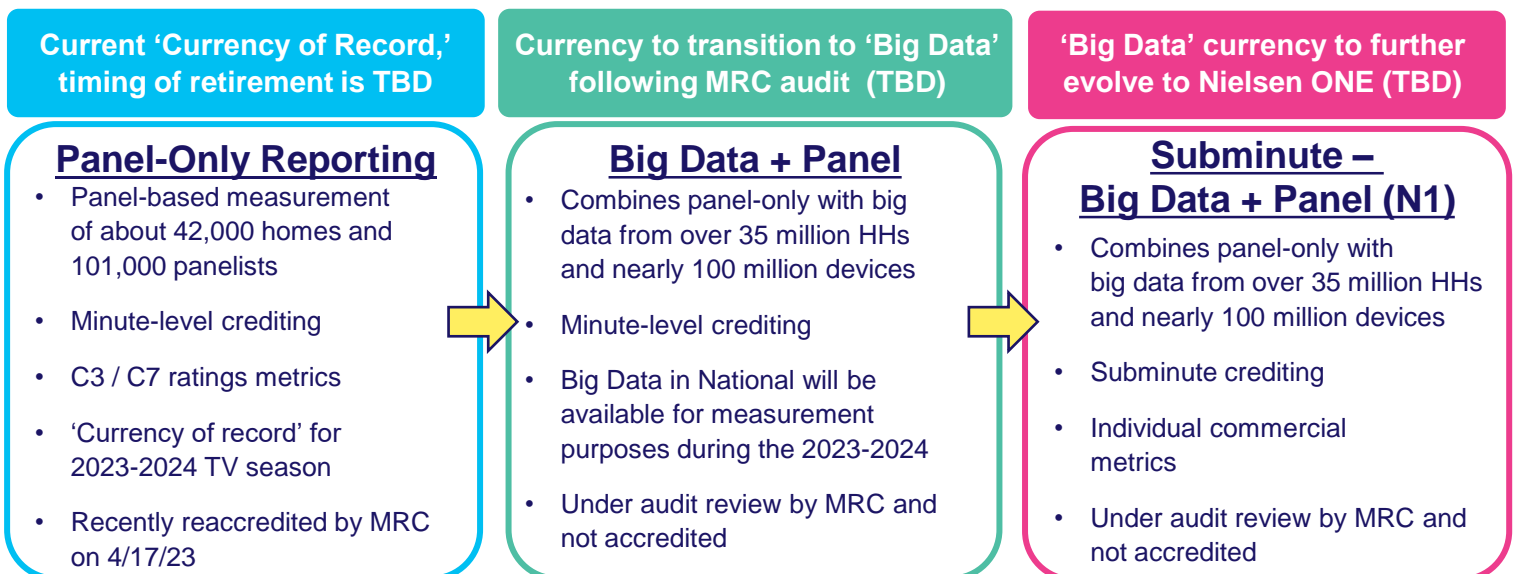 Current ‘Currency of Record,’
timing of retirement is TBD
Panel-Only Reporting
• Panel-based measurement
of about 42,000 homes and
101,000 panelists
• Minute-level crediting
• C3 / C7 ratings metrics
• ‘Currency of record’ for
2023-2024 TV season
• Recently reaccredited by MRC
on 4/17/23
Currency to transition to ‘Big Data’
following MRC audit (TBD)
Big Data + Panel
• Combines panel-only with big
data from over 35 million HHs
and nearly 100 million devices
• Minute-level crediting
• Big Data in National will be
available for measurement
purposes during the 2023-2024
• Under audit review by MRC and
not accredited
‘Big Data’ currency to further
evolve to Nielsen ONE (TBD)
Subminute –
Big Data + Panel (N1)
• Combines panel-only with
big data from over 35 million HHs
and nearly 100 million devices
• Subminute crediting
• Individual commercial
metrics
• Under audit review by MRC and
not accredited